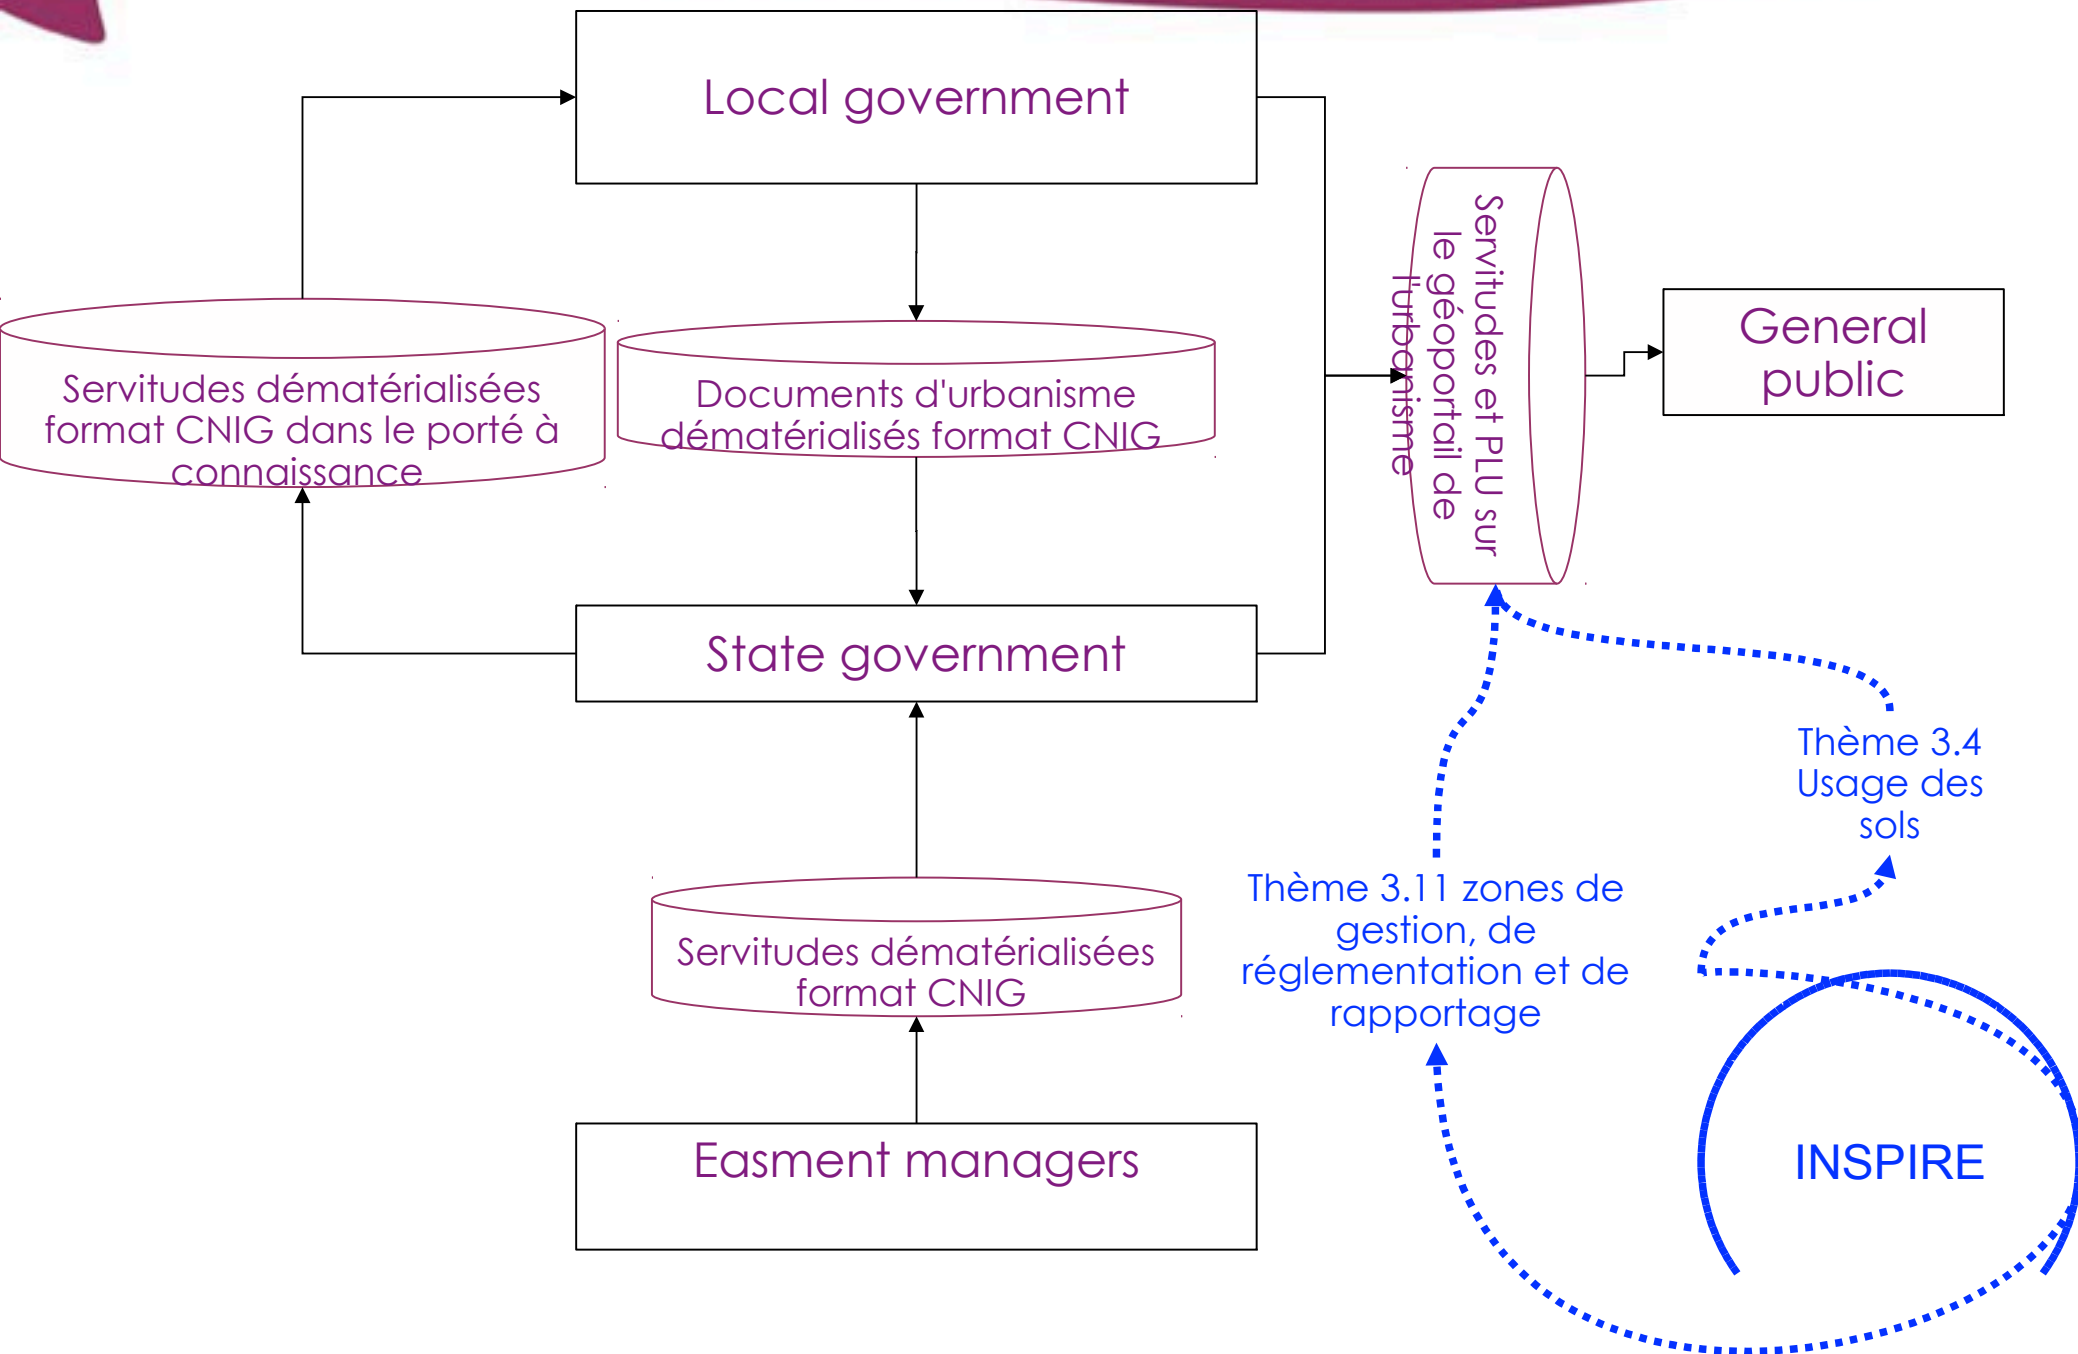 Local government
Servitudes dématérialisées
format CNIG dans le porté à
connaissance
Documents d'urbanisme
dématérialisés format CNIG
Servitudes et PLU sur
le géoportail de
l'urbanisme
General
public
State government
Thème 3.4
Usage des
sols
Thème 3.11 zones de
gestion, de
réglementation et de
rapportage
Servitudes dématérialisées
format CNIG
Easment managers
INSPIRE